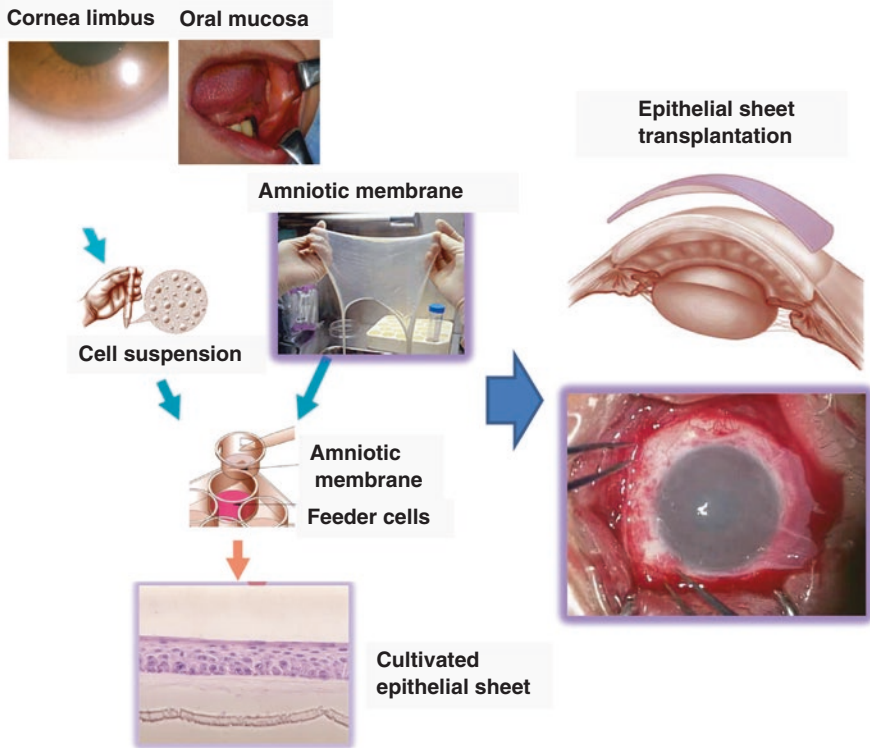 Cornea limbus
Oral mucosa
Epithelial sheet
transplantation
Amniotic membrane
Cell suspension
Amniotic
membrane
Feeder cells
Cultivated
epithelial sheet